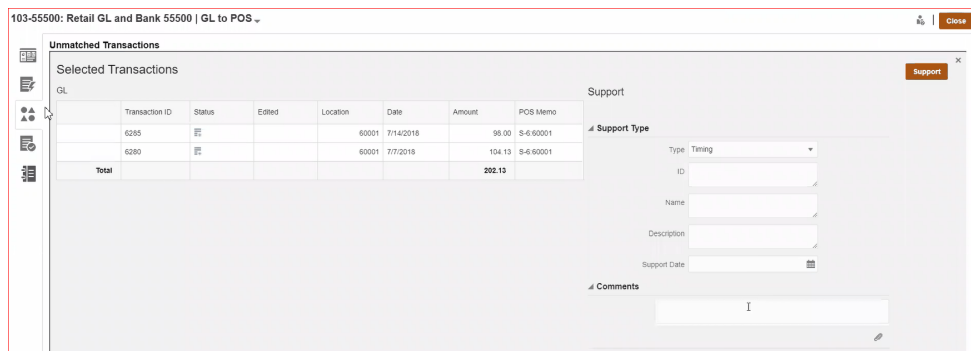 103-55500: Retail GL and Bank 55500 | GL to POS
Close
Unmatched Transactions
Selected Transactions
Support
GL
Support
Transaction ID Status Edited Location Date Amount POS Memo
6285 60001 7/14/2018 98.00 S-6:60001
6280 60001 7/7/2018 104.13 S-6:60001
Total 202.13
Support Type
Type Timing
ID
Name
Description
Support Date
Comments